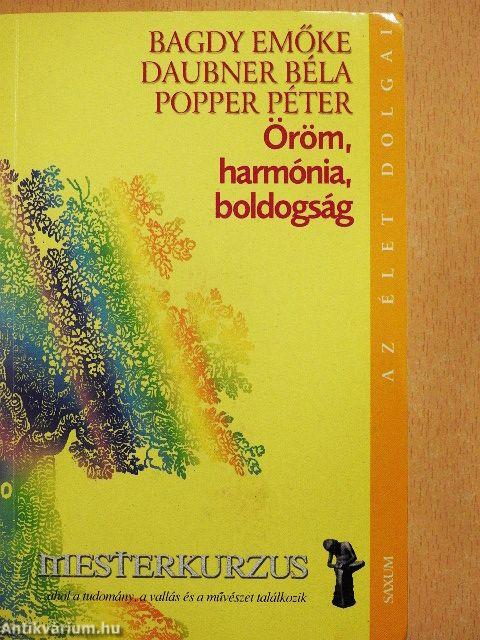 BAGDY EMŐKE
DAUBNER BÉLA
POPPER PÉTER
Öröm,
harmónia,
boldogság
AZ ÉLET DOLGAI
MESTERKURZUS
ahol a tudomány, a vallás és a művészet találkozik
SAXUM
Antikvárium.hu